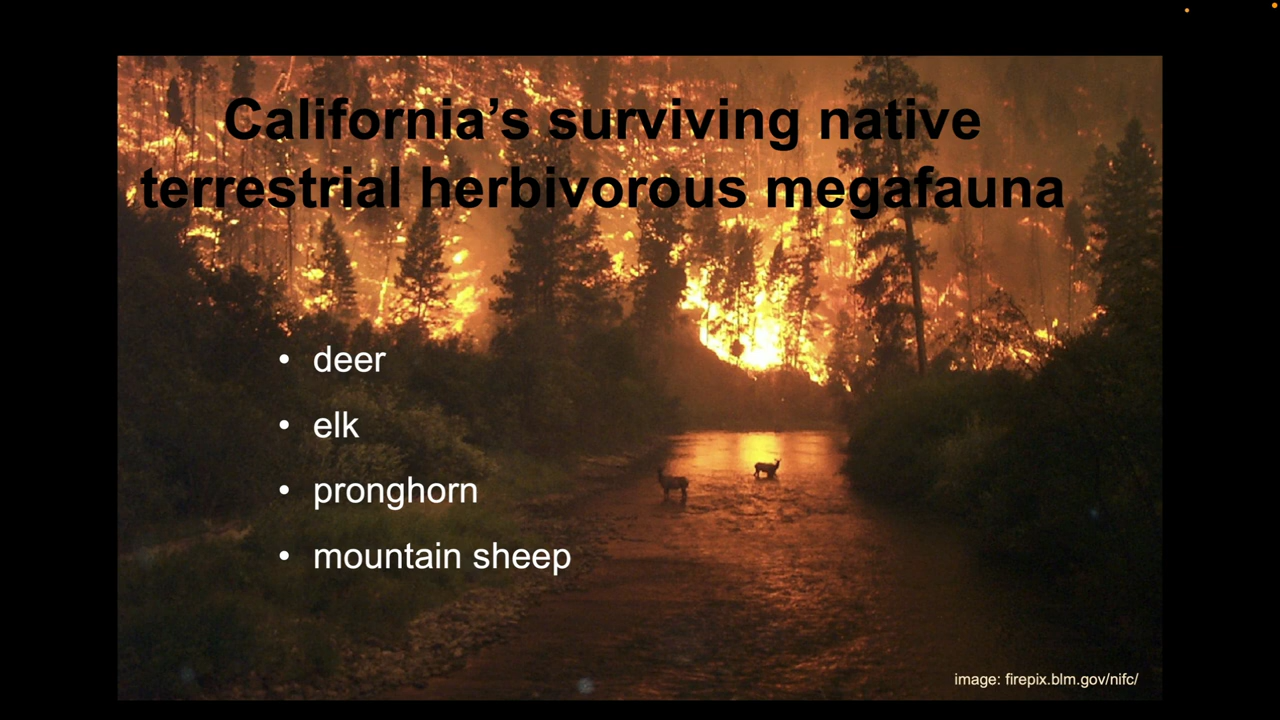 California’s surviving native
terrestrial herbivorous megafauna
• deer
• elk
• pronghorn
• mountain sheep
image: firepix.blm.gov/nifc/